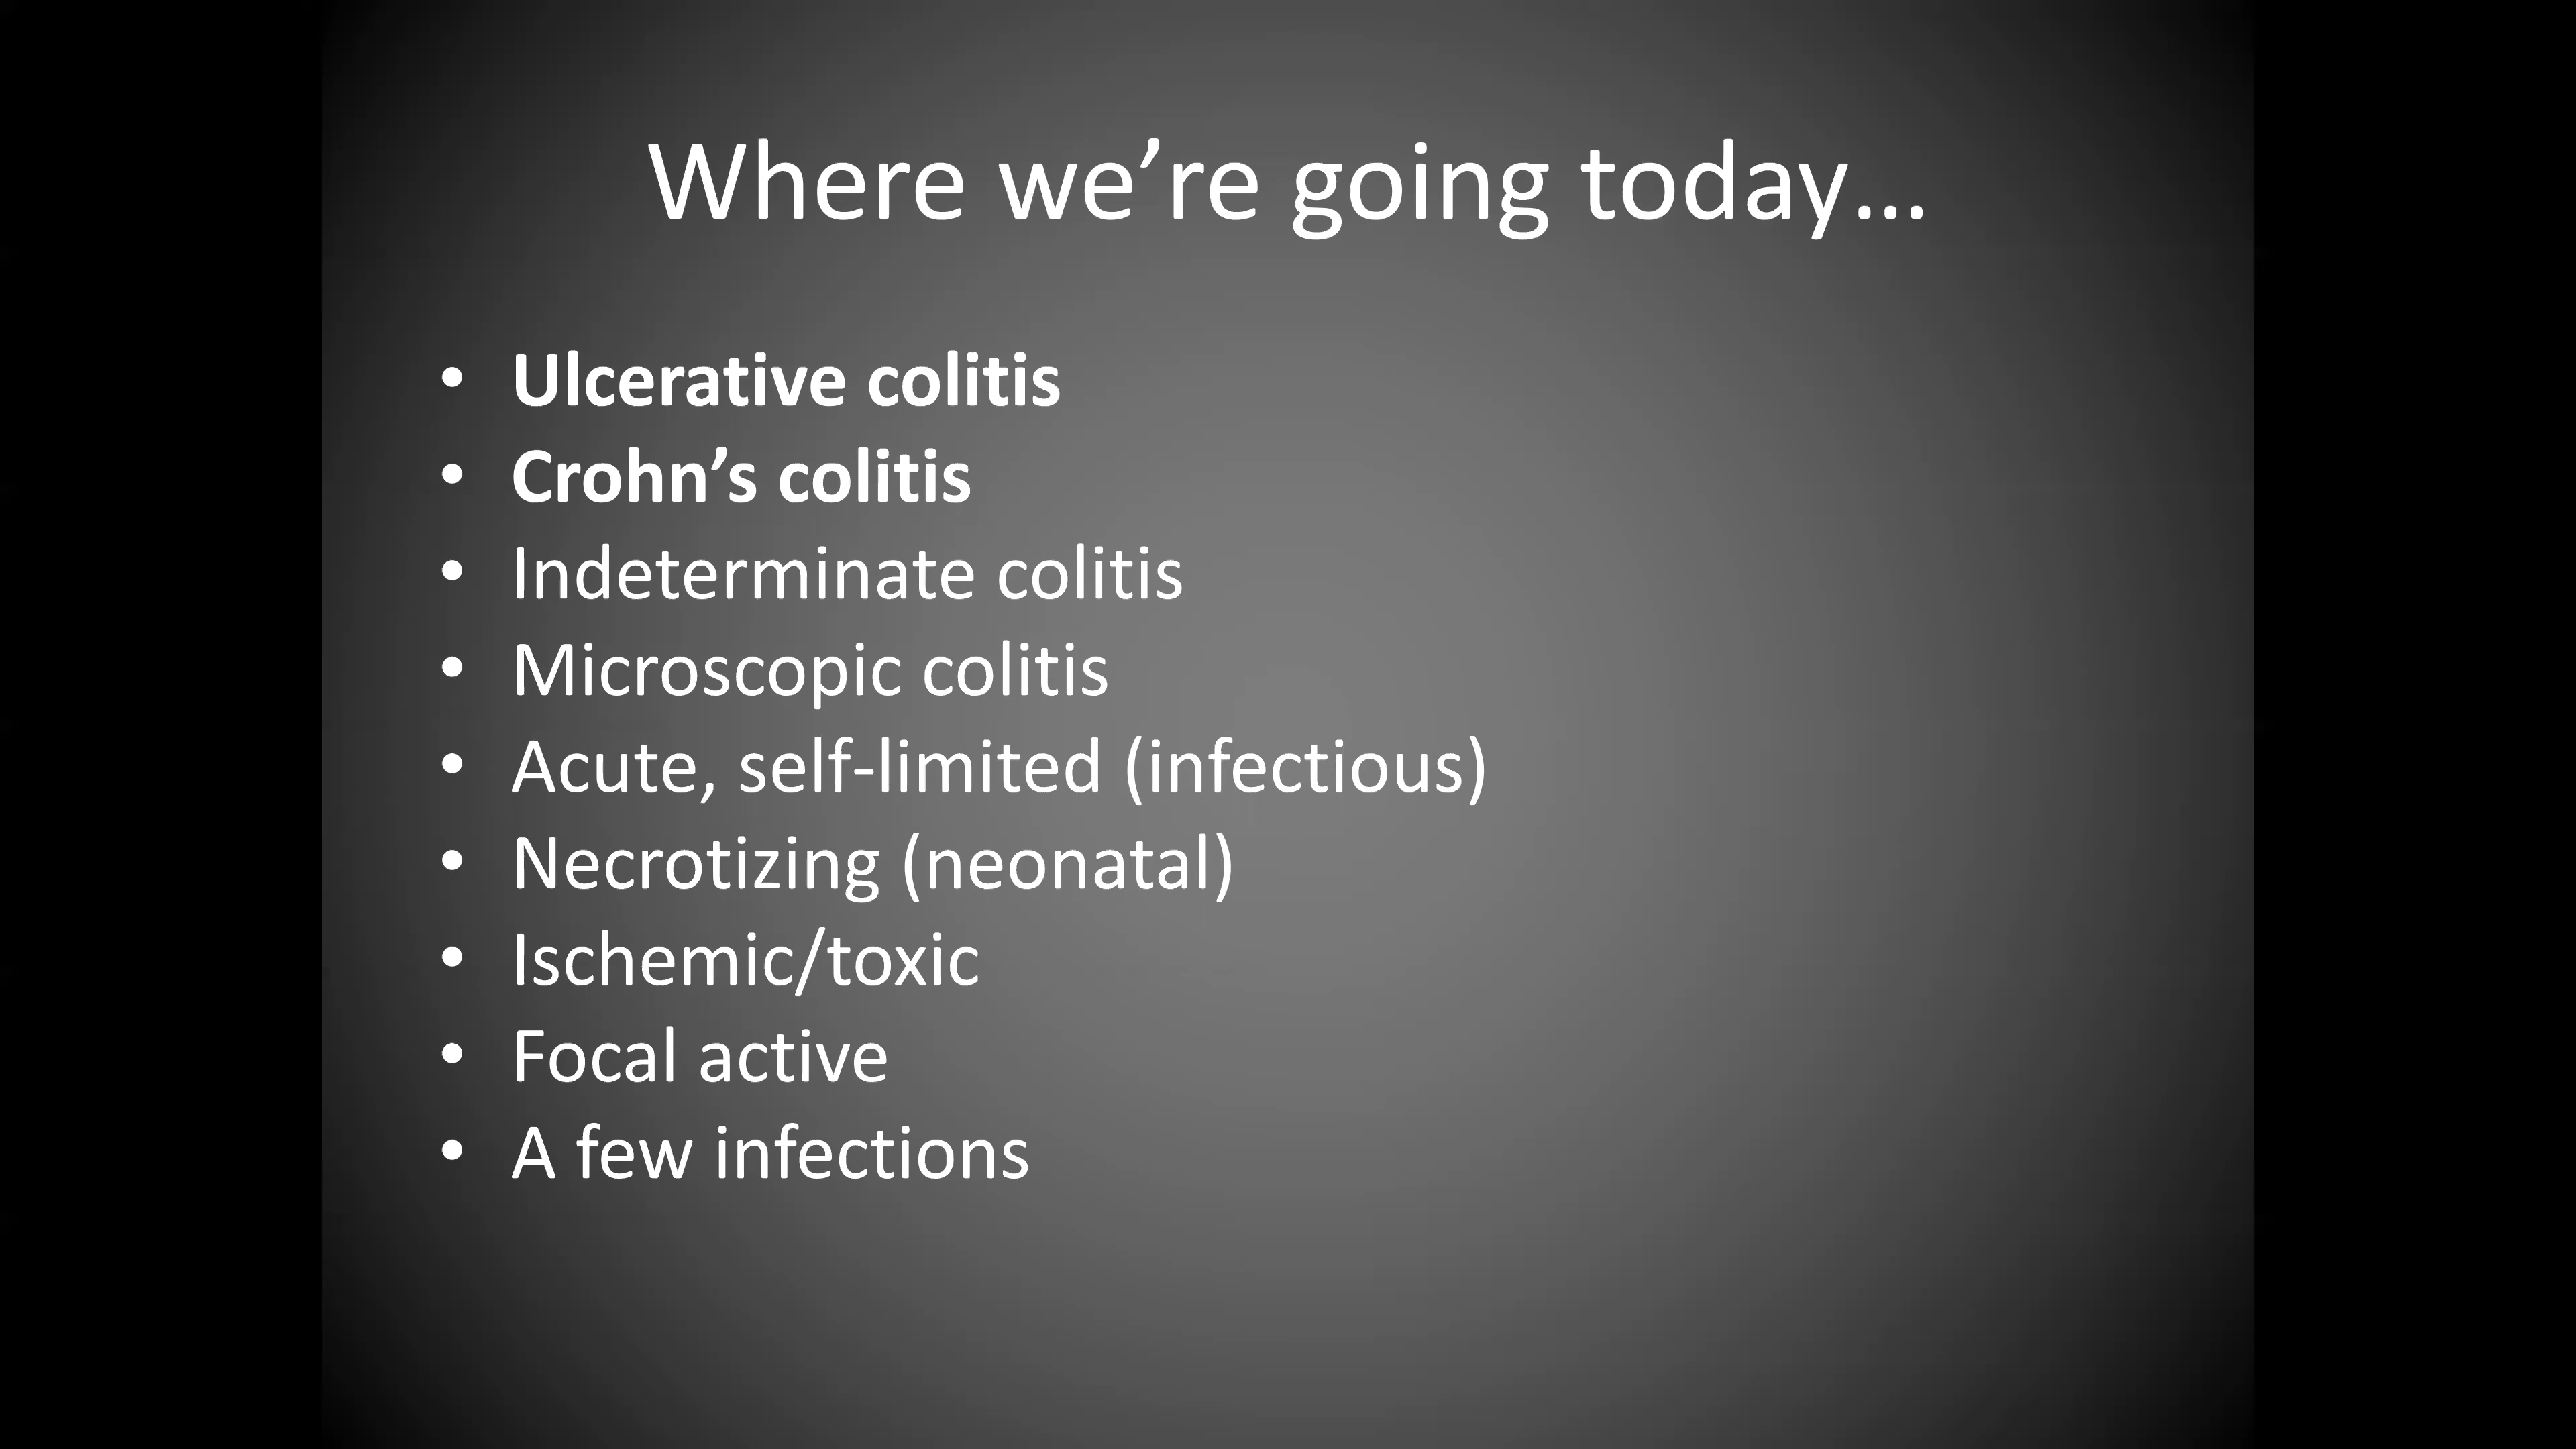 Where we’re going today…
• Ulcerative colitis
• Crohn’s colitis
• Indeterminate colitis
• Microscopic colitis
• Acute, self-limited (infectious)
• Necrotizing (neonatal)
• Ischemic/toxic
• Focal active
• A few infections